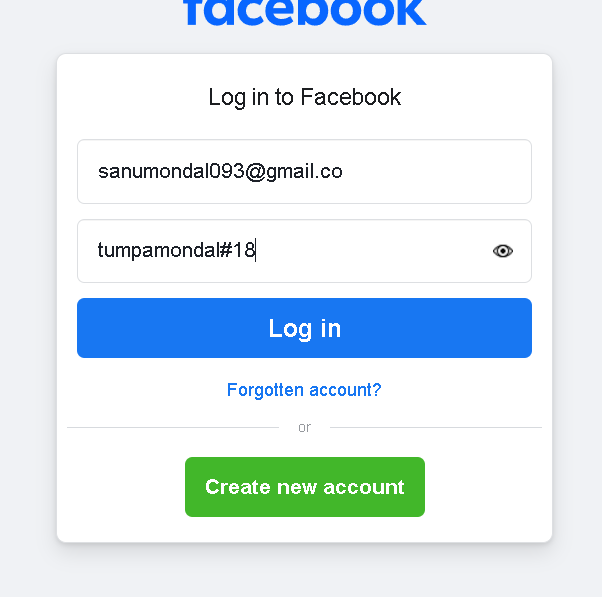 facebook
Log in to Facebook
sanumondal093@gmail.co
tumpamondal#18
Log in
Forgotten account?
or
Create new account